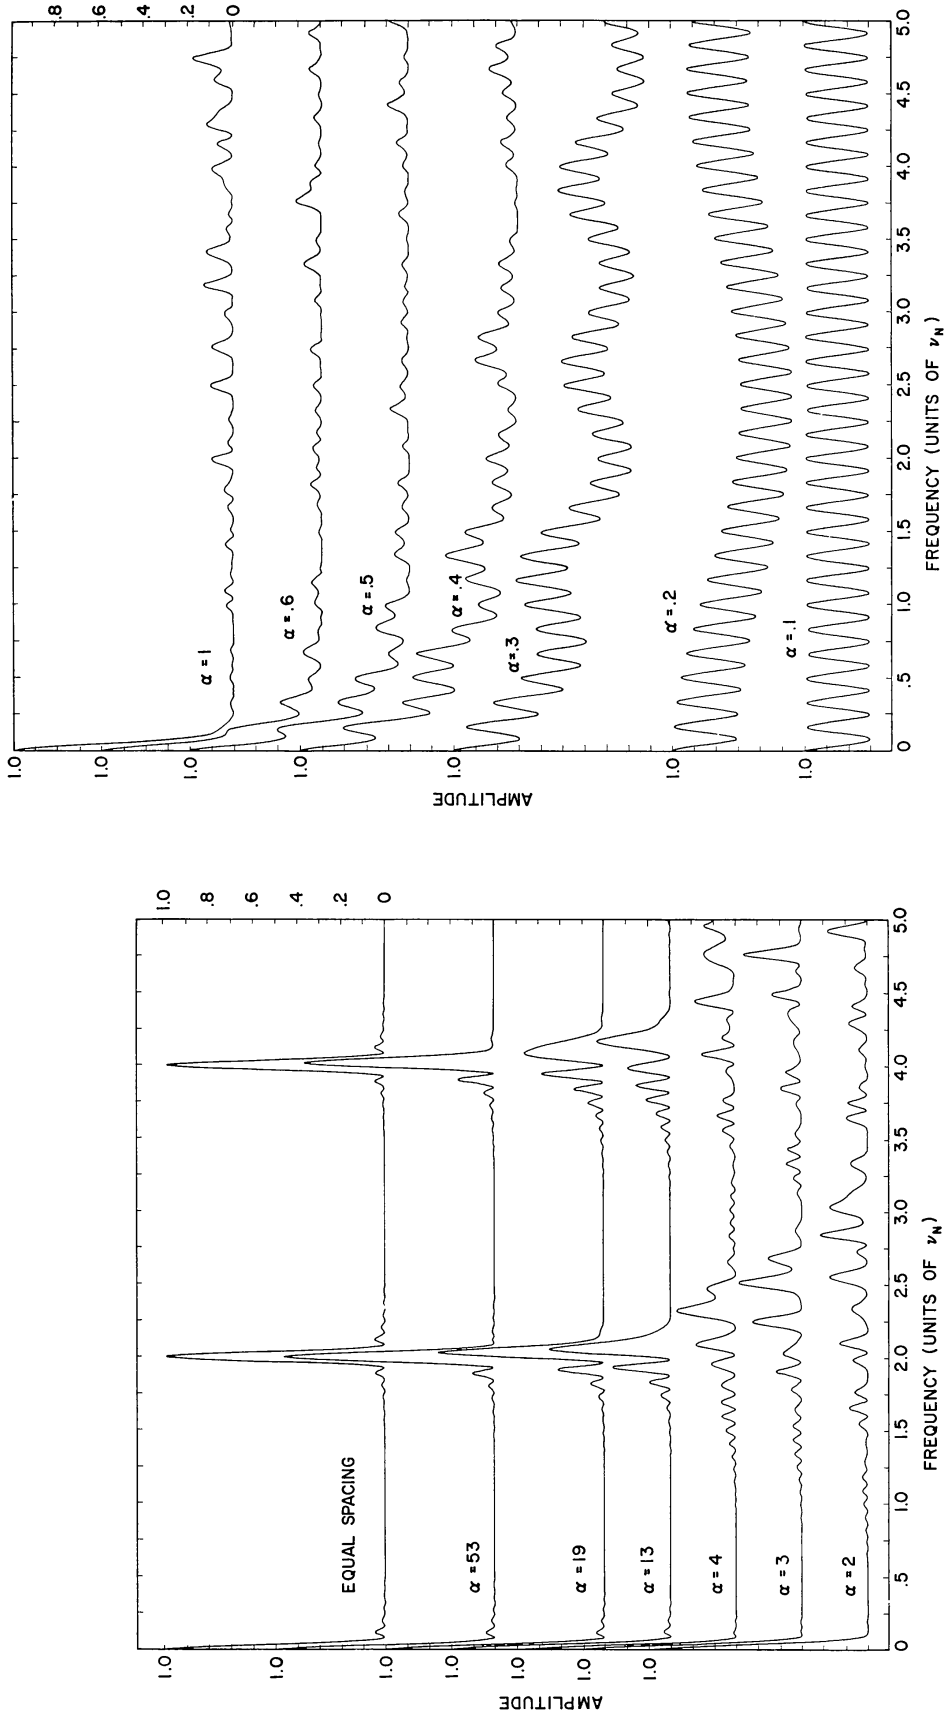 1.0
.8
.6
.4
.2
0
1.0
1.0
1.0
1.0
1.0
AMPLITUDE
EQUAL SPACING
α=53
α=19
α=13
α=4
α=3
α=2
0
.5
1.0
1.5
2.0
2.5
3.0
3.5
4.0
4.5
5.0
FREQUENCY (UNITS OF νN)
.8
.6
.4
.2
0
1.0
1.0
1.0
1.0
1.0
1.0
1.0
AMPLITUDE
α=1
α=.6
α=.5
α=.4
α=.3
α=.2
α=.1
0
.5
1.0
1.5
2.0
2.5
3.0
3.5
4.0
4.5
5.0
FREQUENCY (UNITS OF νN)